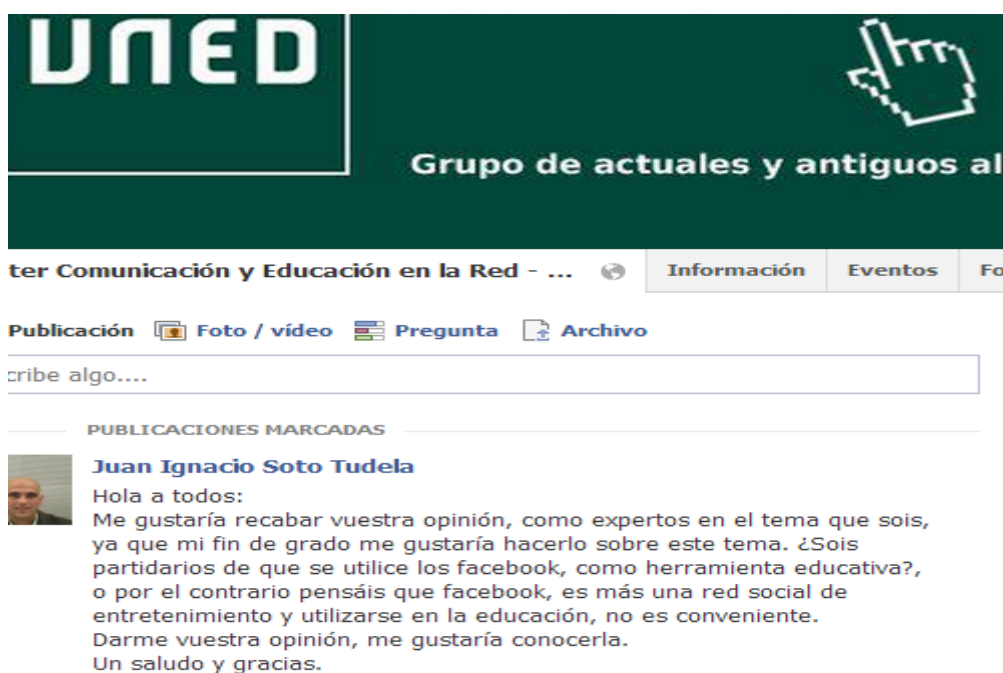 UNED
Grupo de actuales y antiguos al
ter Comunicación y Educación en la Red - ... Información Eventos Fo
Publicación Foto / vídeo Pregunta Archivo
cribe algo....
PUBLICACIONES MARCADAS
Juan Ignacio Soto Tudela
Hola a todos:
Me gustaría recabar vuestra opinión, como expertos en el tema que sois,
ya que mi fin de grado me gustaría hacerlo sobre este tema. ¿Sois
partidarios de que se utilice los facebook, como herramienta educativa?,
o por el contrario pensáis que facebook, es más una red social de
entretenimiento y utilizarse en la educación, no es conveniente.
Darme vuestra opinión, me gustaría conocerla.
Un saludo y gracias.